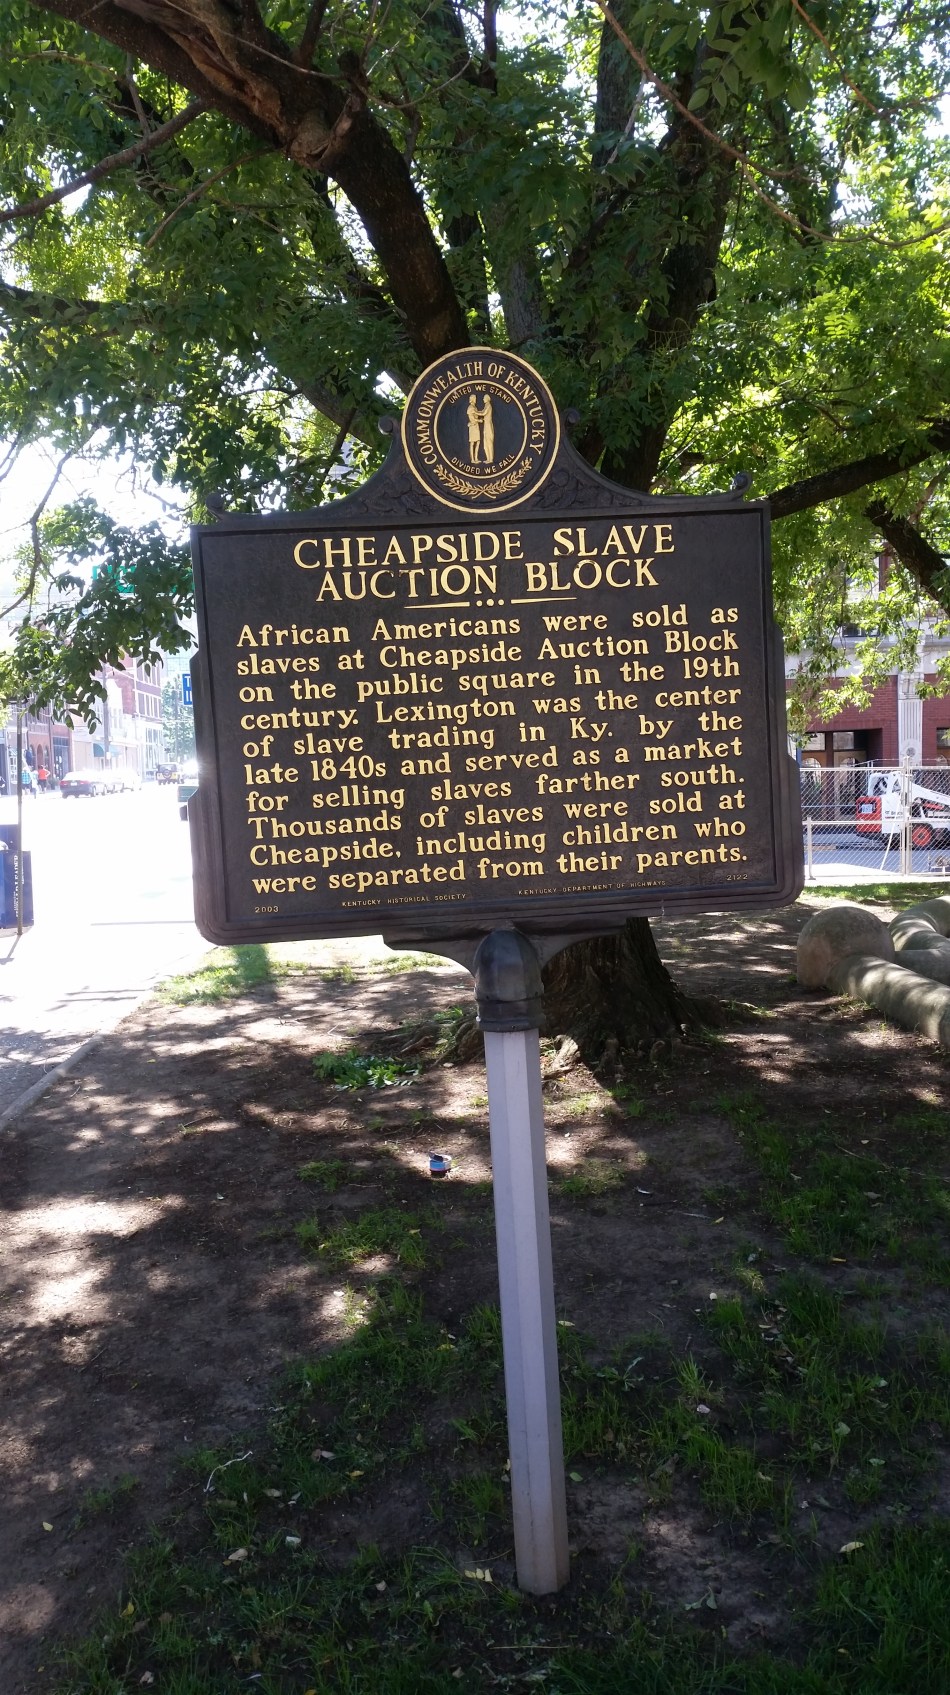 COMMONWEALTH OF KENTUCKY
UNITED WE STAND
DIVIDED WE FALL
CHEAPSIDE SLAVE
AUCTION BLOCK
African Americans were sold as
slaves at Cheapside Auction Block
on the public square in the 19th
century. Lexington was the center
of slave trading in Ky. by the
late 1840s and served as a market
for selling slaves farther south.
Thousands of slaves were sold at
Cheapside, including children who
were separated from their parents.
2003 KENTUCKY HISTORICAL SOCIETY KENTUCKY DEPARTMENT OF HIGHWAYS 2122